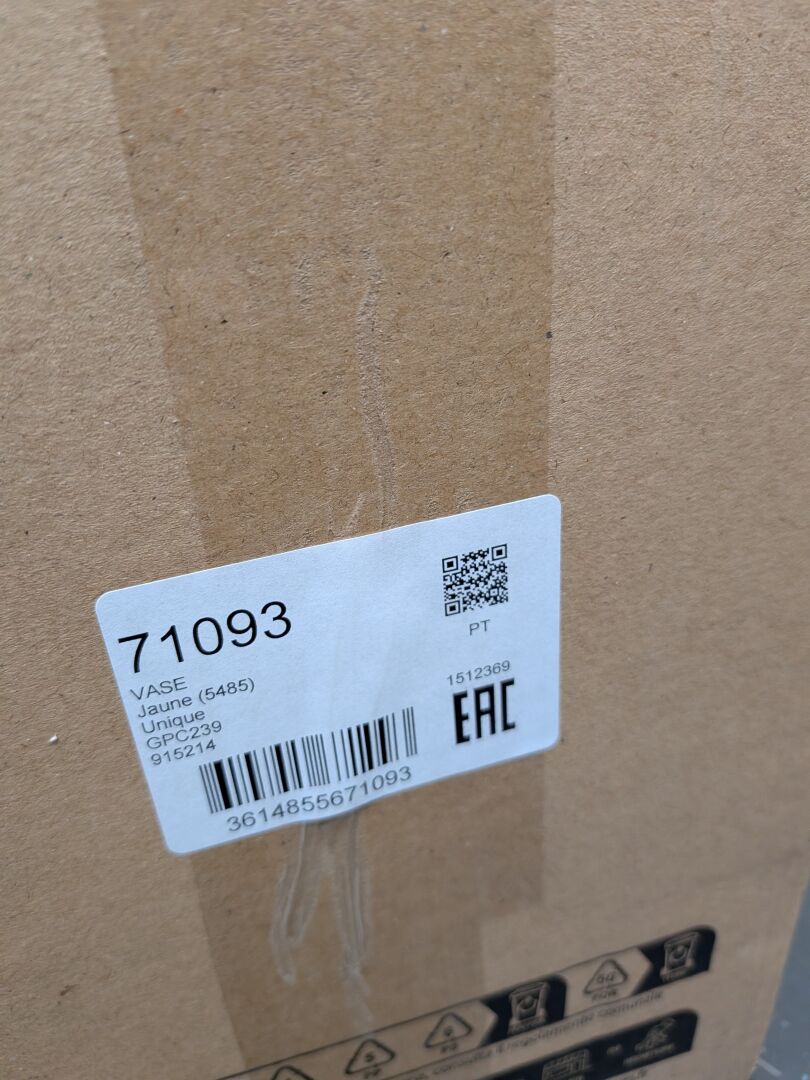 71093
VASE
Jaune (5485)
Unique
GPC239
915214
3614855671093
PT
1512369
EAC